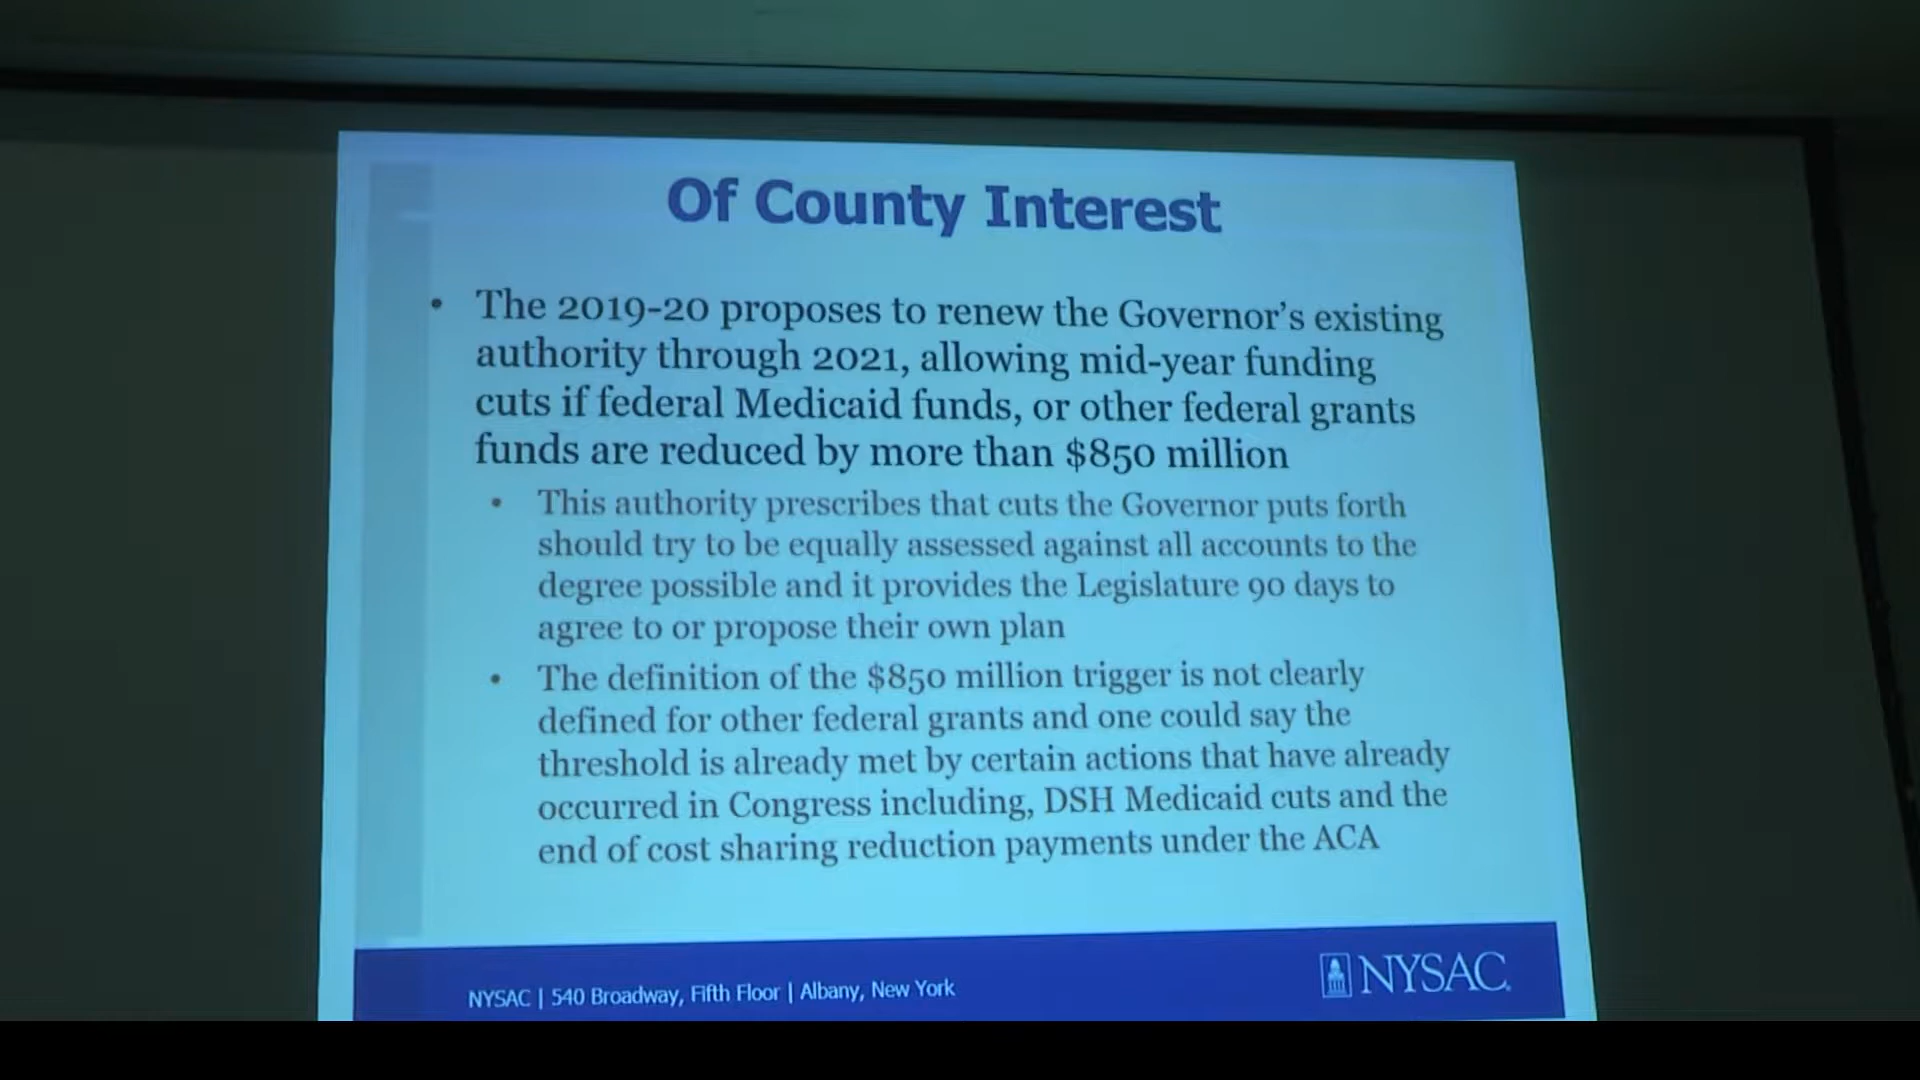 Of County Interest
• The 2019-20 proposes to renew the Governor's existing
authority through 2021, allowing mid-year funding
cuts if federal Medicaid funds, or other federal grants
funds are reduced by more than $850 million
• This authority prescribes that cuts the Governor puts forth
should try to be equally assessed against all accounts to the
degree possible and it provides the Legislature 90 days to
agree to or propose their own plan
• The definition of the $850 million trigger is not clearly
defined for other federal grants and one could say the
threshold is already met by certain actions that have already
occurred in Congress including, DSH Medicaid cuts and the
end of cost sharing reduction payments under the ACA
NYSAC | 540 Broadway, Fifth Floor | Albany, New York
NYSAC